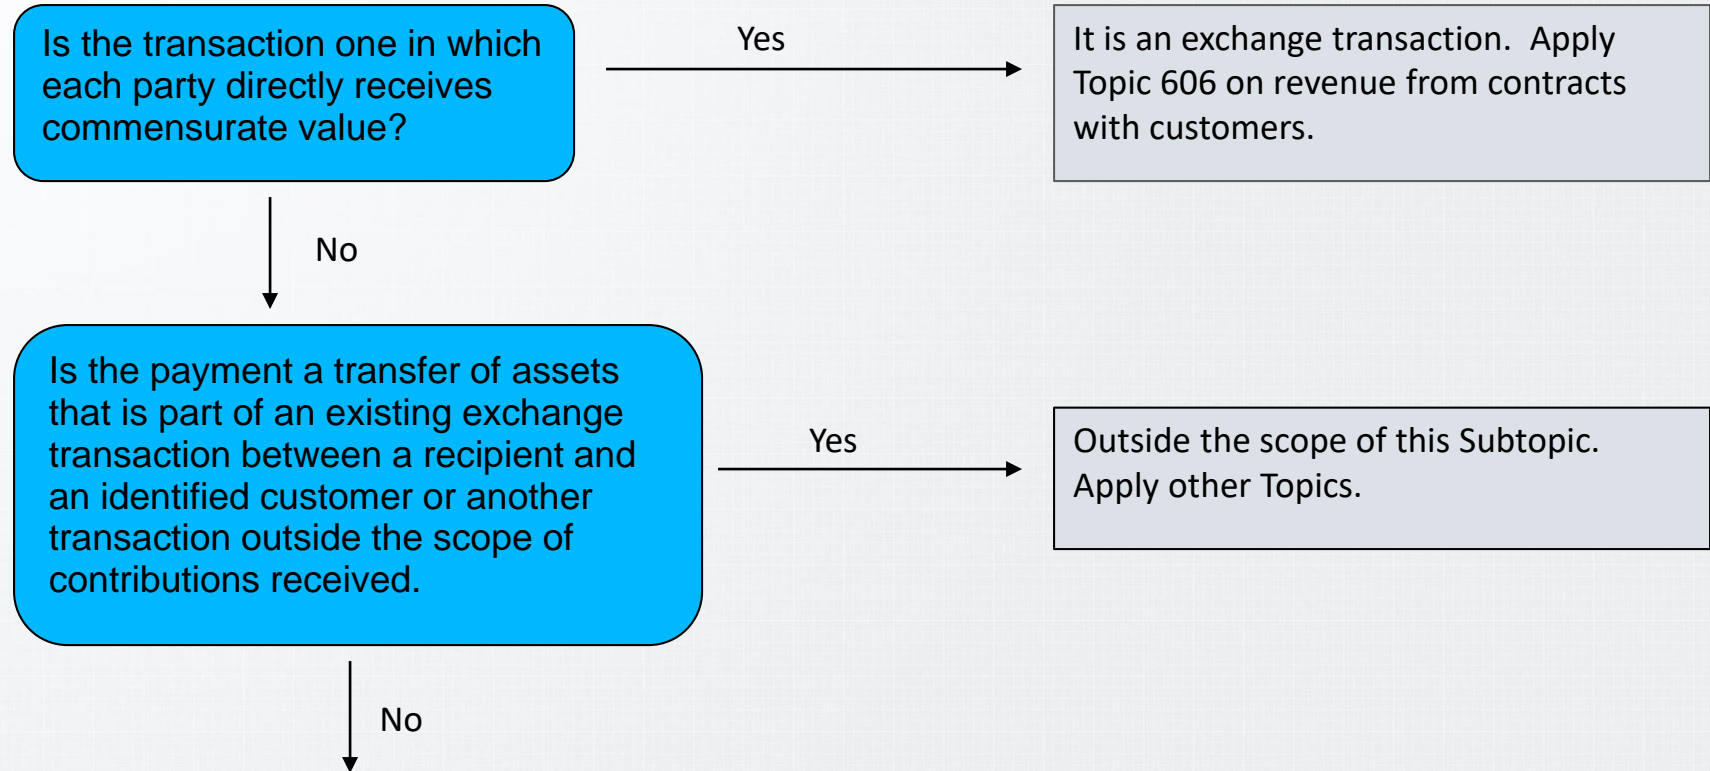 Is the transaction one in which
each party directly receives
commensurate value?
Yes
It is an exchange transaction.  Apply
Topic 606 on revenue from contracts
with customers.
No
Is the payment a transfer of assets
that is part of an existing exchange
transaction between a recipient and
an identified customer or another
transaction outside the scope of
contributions received.
Yes
Outside the scope of this Subtopic.
Apply other Topics.
No